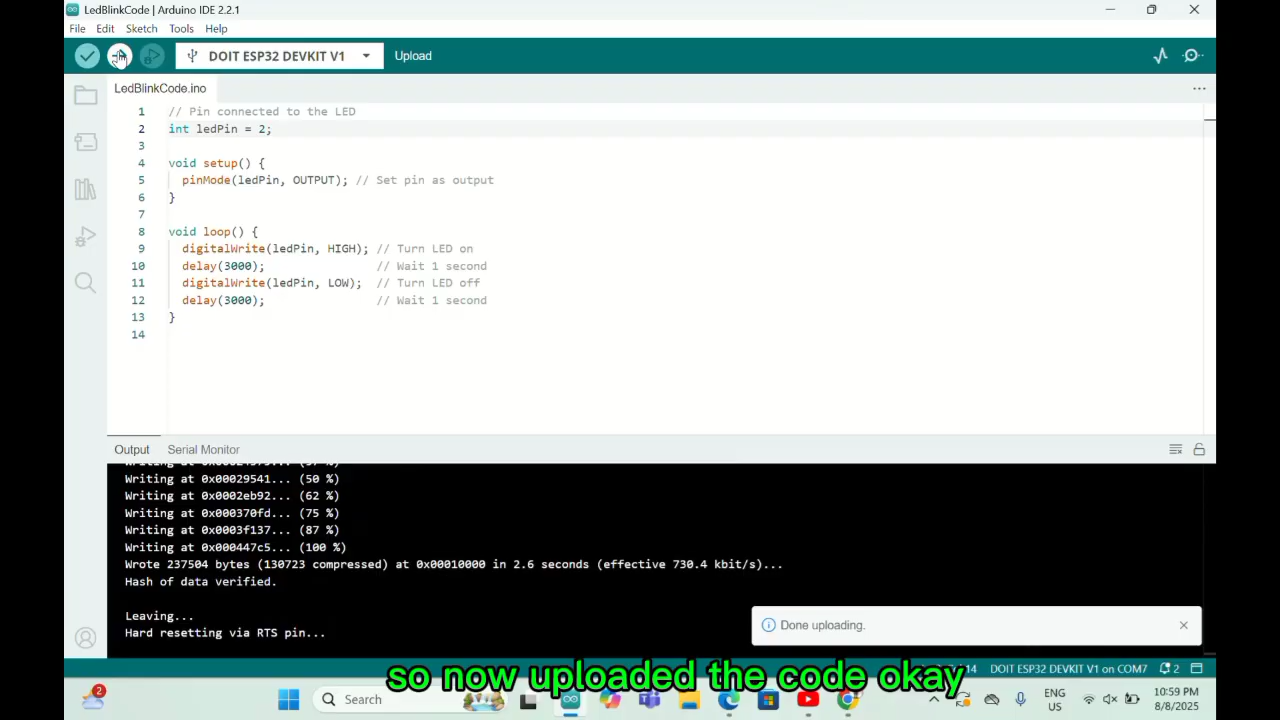 LedBlinkCode | Arduino IDE 2.2.1
File Edit Sketch Tools Help
DOIT ESP32 DEVKIT V1 Upload
LedBlinkCode.ino
1 // Pin connected to the LED
2 int ledPin = 2;
3
4 void setup() {
5 pinMode(ledPin, OUTPUT); // Set pin as output
6 }
7
8 void loop() {
9 digitalWrite(ledPin, HIGH); // Turn LED on
10 delay(3000); // Wait 1 second
11 digitalWrite(ledPin, LOW); // Turn LED off
12 delay(3000); // Wait 1 second
13 }
14
Output Serial Monitor
Writing at 0x00029541... (50 %)
Writing at 0x0002eb92... (62 %)
Writing at 0x000370fd... (75 %)
Writing at 0x0003f137... (87 %)
Writing at 0x000447c5... (100 %)
Wrote 237504 bytes (130723 compressed) at 0x00010000 in 2.6 seconds (effective 730.4 kbit/s)...
Hash of data verified.
Leaving...
Hard resetting via RTS pin...
Done uploading.
DOIT ESP32 DEVKIT V1 on COM7 2
so now uploaded the code okay
2 Search ENG US 10:59 PM 8/8/2025